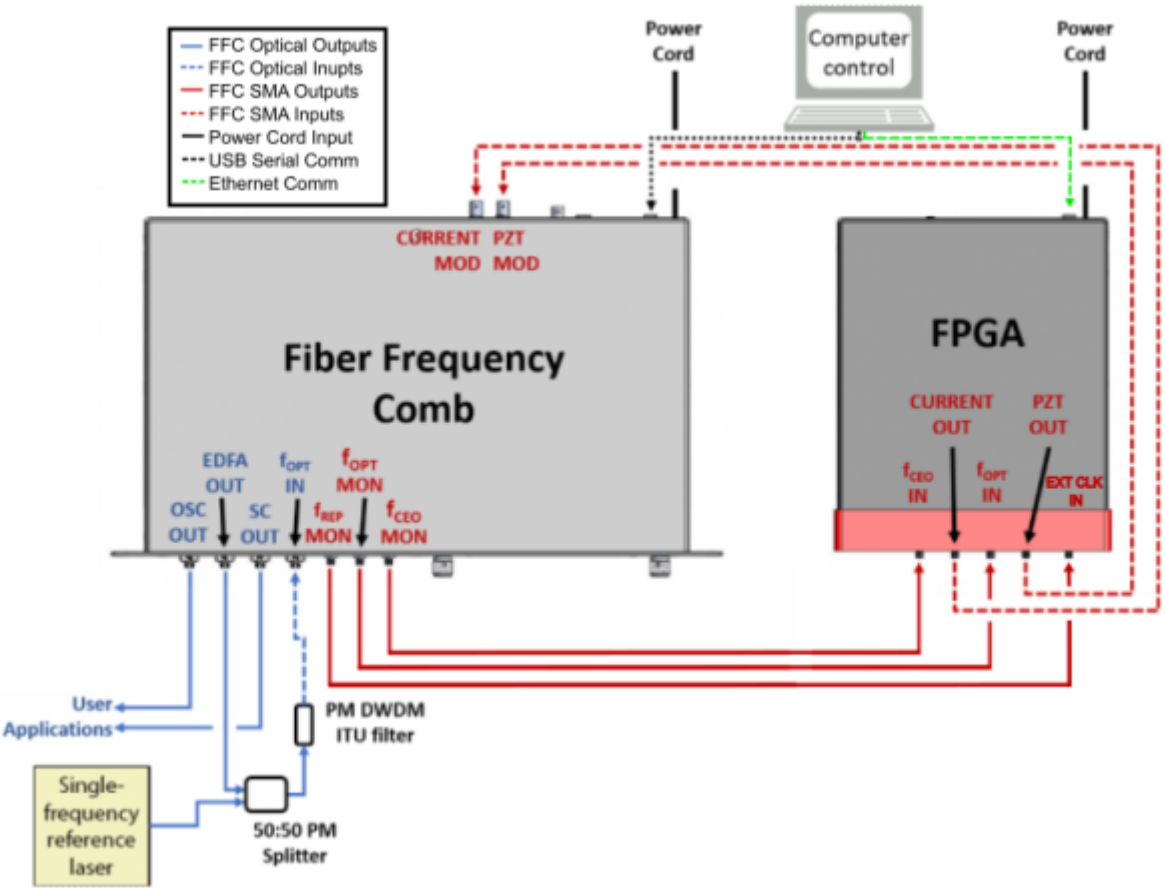 FFC Optical Outputs
FFC Optical Inupts
FFC SMA Outputs
FFC SMA Inputs
Power Cord Input
USB Serial Comm
Ethernet Comm
Power
Cord
Computer
control
Power
Cord
CURRENT
MOD
PZT
MOD
Fiber Frequency
Comb
FPGA
CURRENT
OUT
PZT
OUT
fCEO
IN
fOPT
IN
EXT CLK
IN
EDFA
OUT
fOPT
IN
fOPT
MON
OSC
OUT
SC
OUT
fREP
MON
fCEO
MON
User
Applications
PM DWDM
ITU filter
Single-
frequency
reference
laser
50:50 PM
Splitter